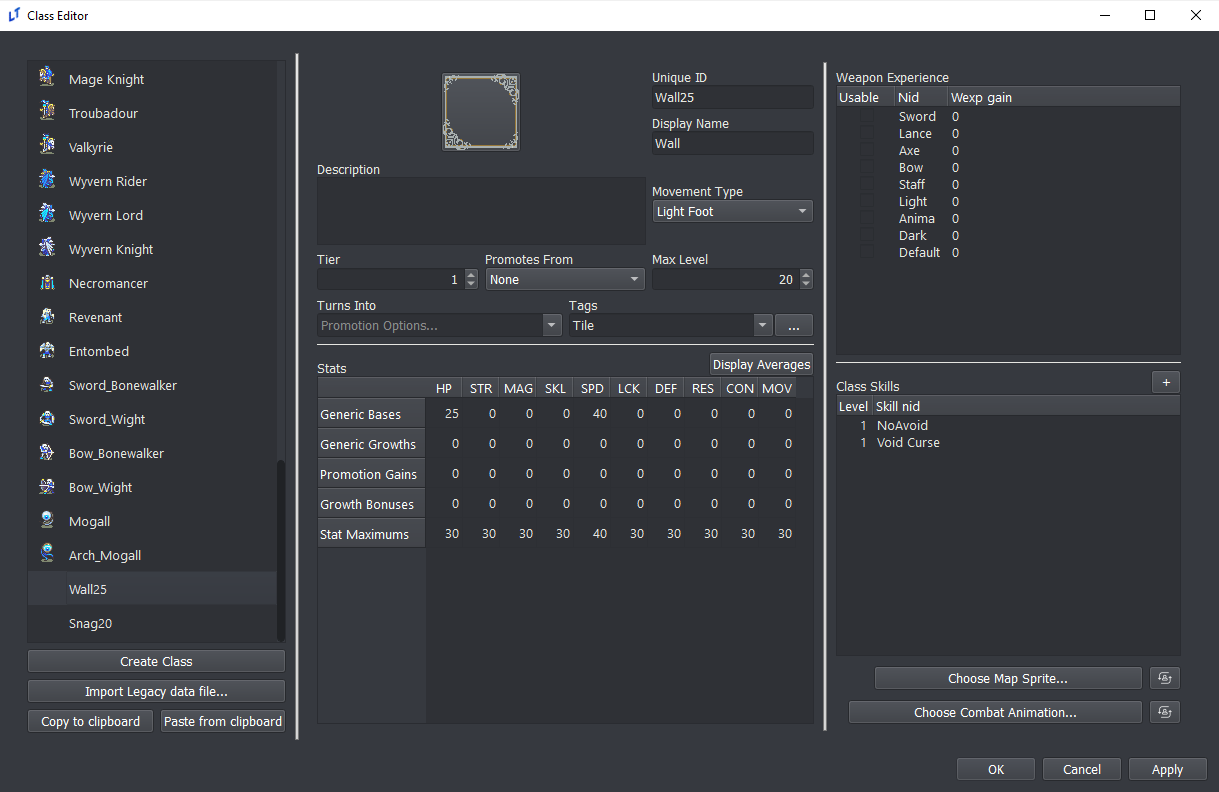 Class Editor
Mage Knight
Troubadour
Valkyrie
Wyvern Rider
Wyvern Lord
Wyvern Knight
Necromancer
Revenant
Entombed
Sword_Bonewalker
Sword_Wight
Bow_Bonewalker
Bow_Wight
Mogall
Arch_Mogall
Wall25
Snag20
Create Class
Import Legacy data file...
Copy to clipboard Paste from clipboard
Unique ID
Wall25
Display Name
Wall
Description
Movement Type
Light Foot
Tier Promotes From Max Level
1 None 20
Turns Into Tags
Promotion Options... Tile ...
Stats Display Averages
HP STR MAG SKL SPD LCK DEF RES CON MOV
Generic Bases 25 0 0 0 40 0 0 0 0 0
Generic Growths 0 0 0 0 0 0 0 0 0 0
Promotion Gains 0 0 0 0 0 0 0 0 0 0
Growth Bonuses 0 0 0 0 0 0 0 0 0 0
Stat Maximums 30 30 30 30 40 30 30 30 30 30
Weapon Experience
Usable Nid Wexp gain
Sword 0
Lance 0
Axe 0
Bow 0
Staff 0
Light 0
Anima 0
Dark 0
Default 0
Class Skills +
Level Skill nid
1 NoAvoid
1 Void Curse
Choose Map Sprite...
Choose Combat Animation...
OK Cancel Apply